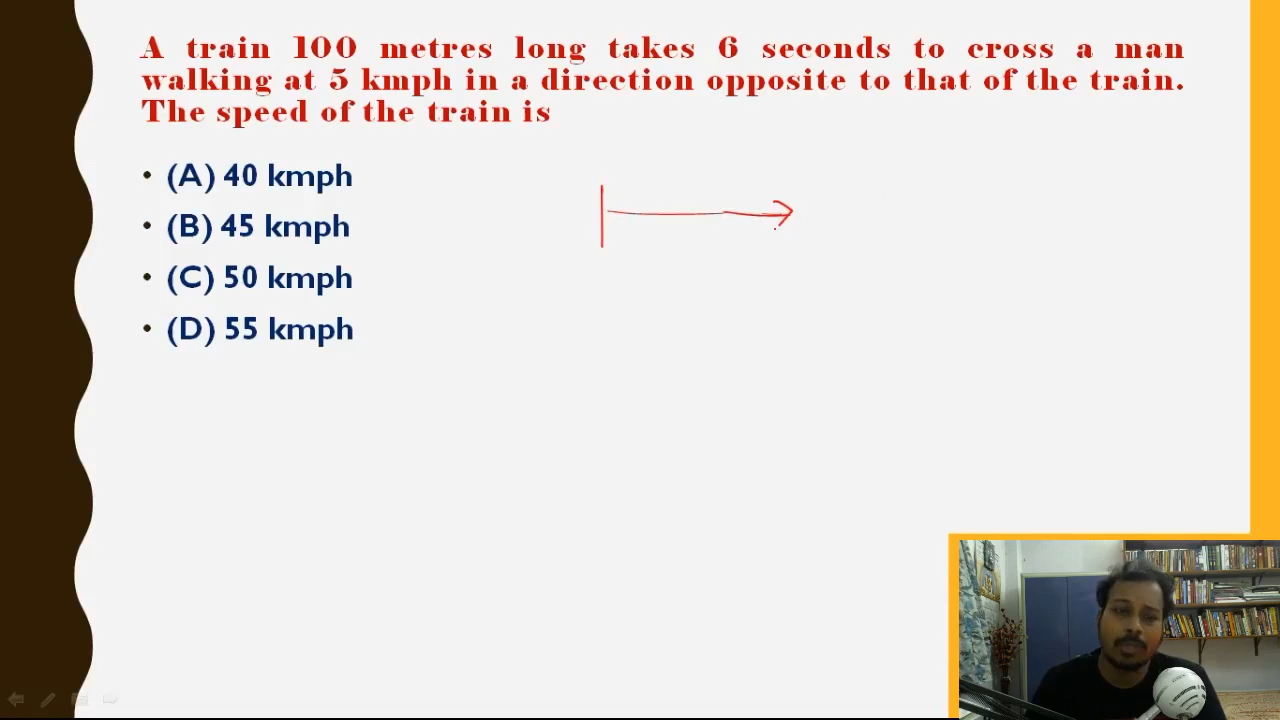 A train 100 metres long takes 6 seconds to cross a man
walking at 5 kmph in a direction opposite to that of the train.
The speed of the train is
• (A) 40 kmph
• (B) 45 kmph
• (C) 50 kmph
• (D) 55 kmph